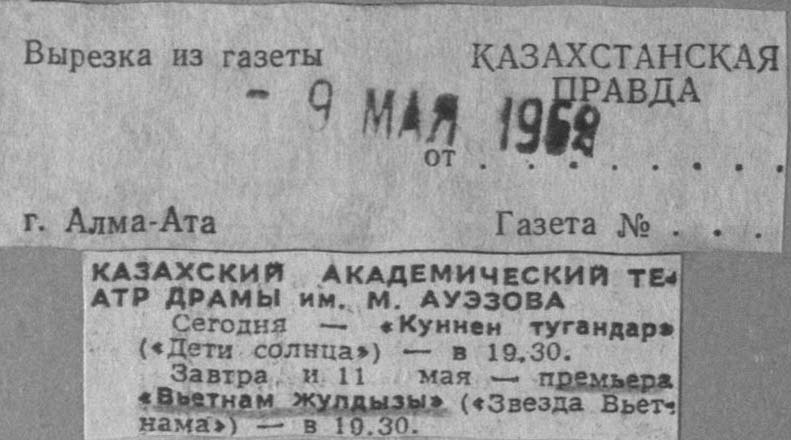 Вырезка из газеты
КАЗАХСТАНСКАЯ
ПРАВДА
- 9 МАЯ 1968
от . . . . . . . .
г. Алма-Ата
Газета № . . .
КАЗАХСКИЙ АКАДЕМИЧЕСКИЙ ТЕ-
АТР ДРАМЫ им. М. АУЭЗОВА
Сегодня — «Куннен тугандар»
(«Дети солнца») — в 19.30.
Завтра и 11 мая — премьера
«Вьетнам жулдызы» («Звезда Вьет-
нама») — в 19.30.